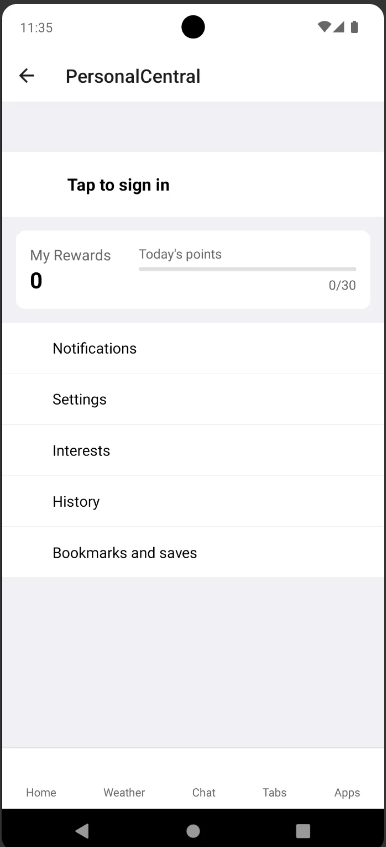 11:35
PersonalCentral
Tap to sign in
My Rewards
0
Today's points
0/30
Notifications
Settings
Interests
History
Bookmarks and saves
Home Weather Chat Tabs Apps